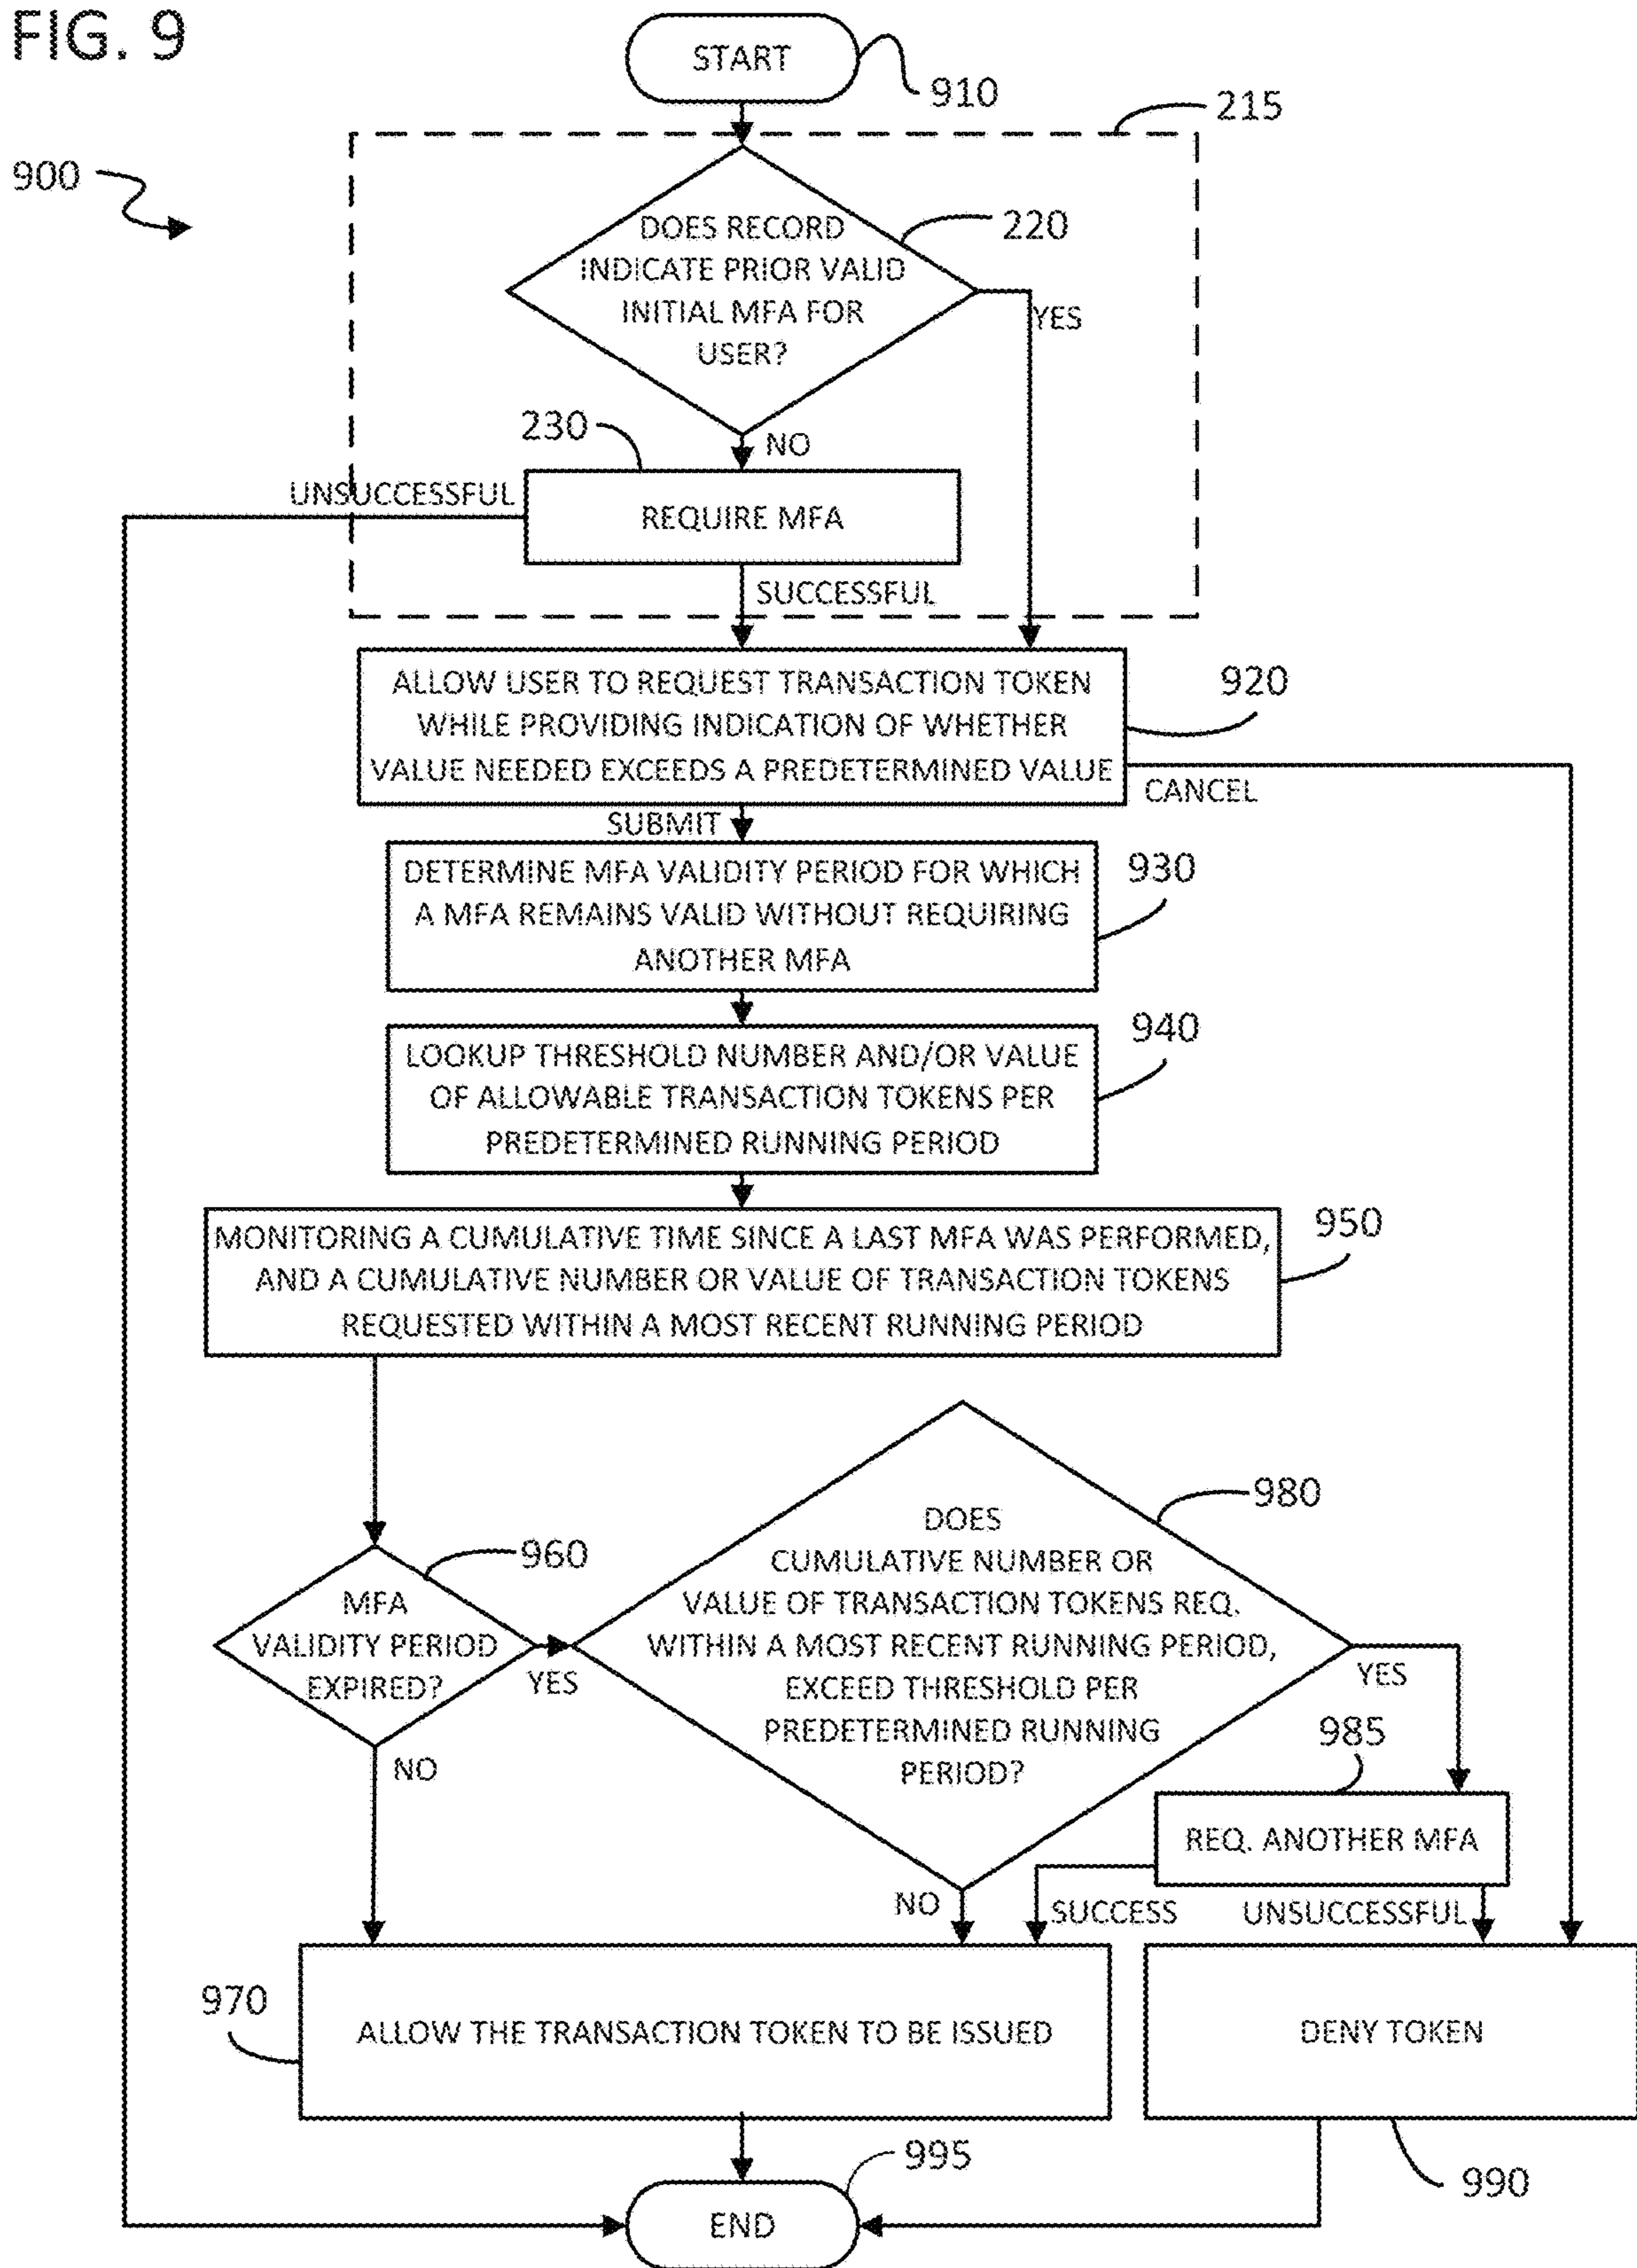 FIG. 9
START
910
215
900
DOES RECORD
INDICATE PRIOR VALID
INITIAL MFA FOR
USER?
220
YES
230
NO
UNSUCCESSFUL
REQUIRE MFA
SUCCESSFUL
ALLOW USER TO REQUEST TRANSACTION TOKEN
WHILE PROVIDING INDICATION OF WHETHER
VALUE NEEDED EXCEEDS A PREDETERMINED VALUE
920
CANCEL
SUBMIT
DETERMINE MFA VALIDITY PERIOD FOR WHICH
A MFA REMAINS VALID WITHOUT REQUIRING
ANOTHER MFA
930
LOOKUP THRESHOLD NUMBER AND/OR VALUE
OF ALLOWABLE TRANSACTION TOKENS PER
PREDETERMINED RUNNING PERIOD
940
MONITORING A CUMULATIVE TIME SINCE A LAST MFA WAS PERFORMED,
AND A CUMULATIVE NUMBER OR VALUE OF TRANSACTION TOKENS
REQUESTED WITHIN A MOST RECENT RUNNING PERIOD
950
960
MFA
VALIDITY PERIOD
EXPIRED?
YES
NO
980
DOES
CUMULATIVE NUMBER OR
VALUE OF TRANSACTION TOKENS REQ.
WITHIN A MOST RECENT RUNNING PERIOD,
EXCEED THRESHOLD PER
PREDETERMINED RUNNING
PERIOD?
YES
985
REQ. ANOTHER MFA
NO
SUCCESS
UNSUCCESSFUL
970
ALLOW THE TRANSACTION TOKEN TO BE ISSUED
DENY TOKEN
995
990
END